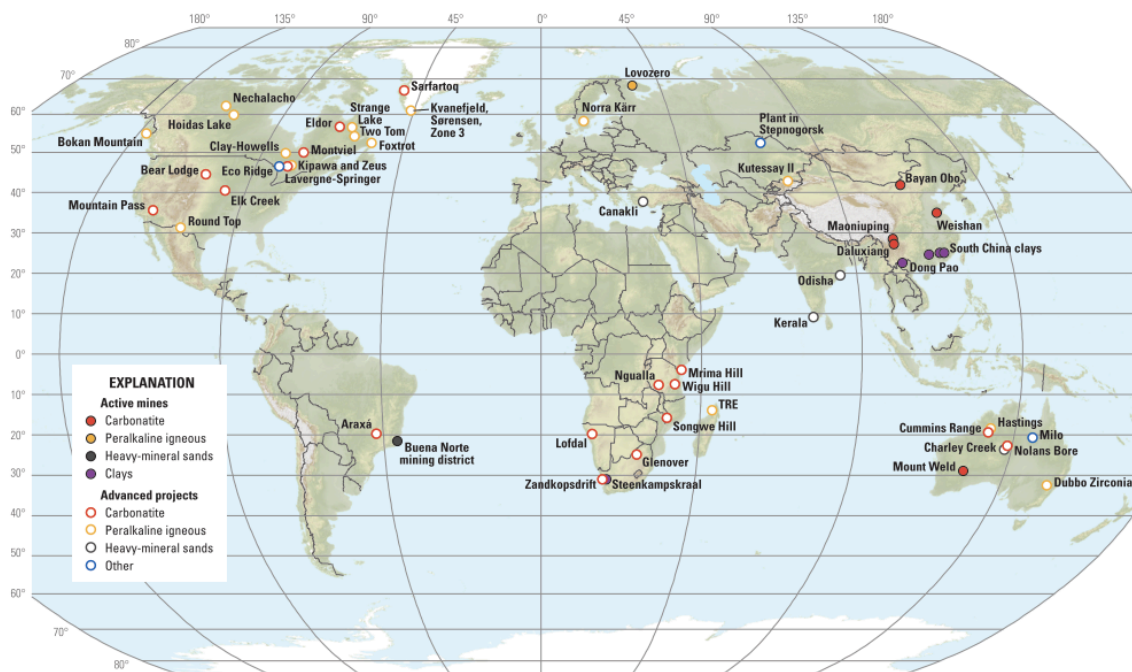 180°
135°
90°
45°
0°
45°
90°
135°
180°
80°
70°
60°
50°
40°
30°
20°
10°
0°
10°
20°
30°
40°
50°
60°
70°
80°
Nechalacho
Hoidas Lake
Bokan Mountain
Sarfartoq
Kvanefjeld,
Sørensen,
Zone 3
Strange
Lake
Eldor
Two Tom
Foxtrot
Clay-Howells
Montviel
Bear Lodge
Eco Ridge
Kipawa and Zeus
Lavergne-Springer
Elk Creek
Mountain Pass
Round Top
Lovozero
Norra Kärr
Plant in
Stepnogorsk
Kutessay II
Bayan Obo
Canakli
Weishan
Maoniuping
Daluxiang
South China clays
Dong Pao
Odisha
Kerala
Mrima Hill
Ngualla
Wigu Hill
TRE
Songwe Hill
Araxá
Buena Norte
mining district
Lofdal
Glenover
Zandkopsdrift
Steenkampskraal
Cummins Range
Hastings
Milo
Charley Creek
Nolans Bore
Mount Weld
Dubbo Zirconia
EXPLANATION
Active mines
Carbonatite
Peralkaline igneous
Heavy-mineral sands
Clays
Advanced projects
Carbonatite
Peralkaline igneous
Heavy-mineral sands
Other